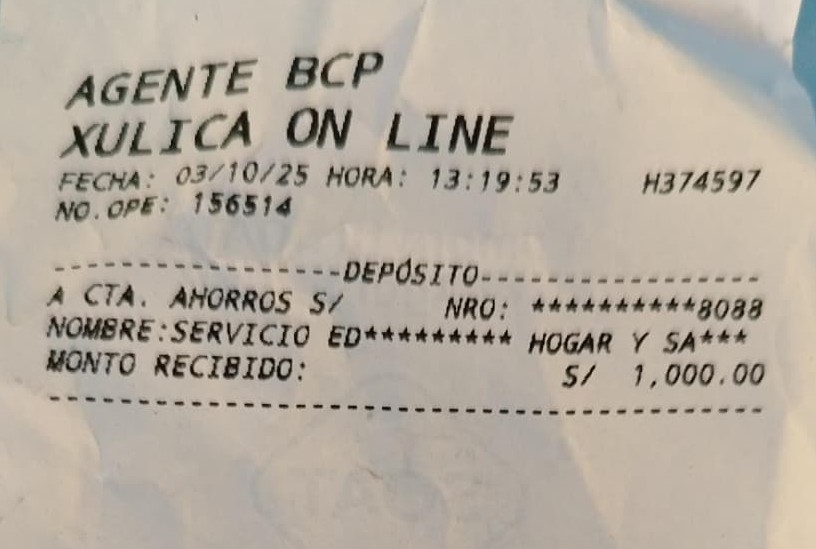 AGENTE BCP
XULICA ON LINE
FECHA: 03/10/25 HORA: 13:19:53 H374597
NO.OPE: 156514
-----------------DEPÓSITO-----------------
A CTA. AHORROS S/ NRO: **********8088
NOMBRE:SERVICIO ED********* HOGAR Y SA***
MONTO RECIBIDO: S/ 1,000.00
------------------------------------------